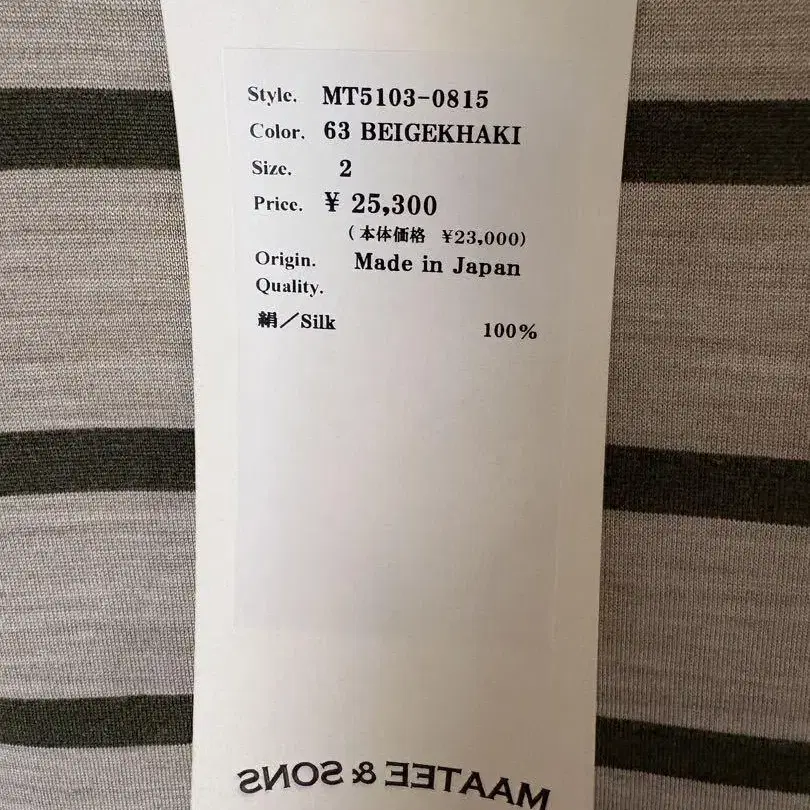 Style. MT5103-0815
Color. 63 BEIGEKHAKI
Size. 2
Price. ¥ 25,300
(本体価格 ¥23,000)
Origin. Made in Japan
Quality.
絹/Silk 100%
MAATEE & SONS